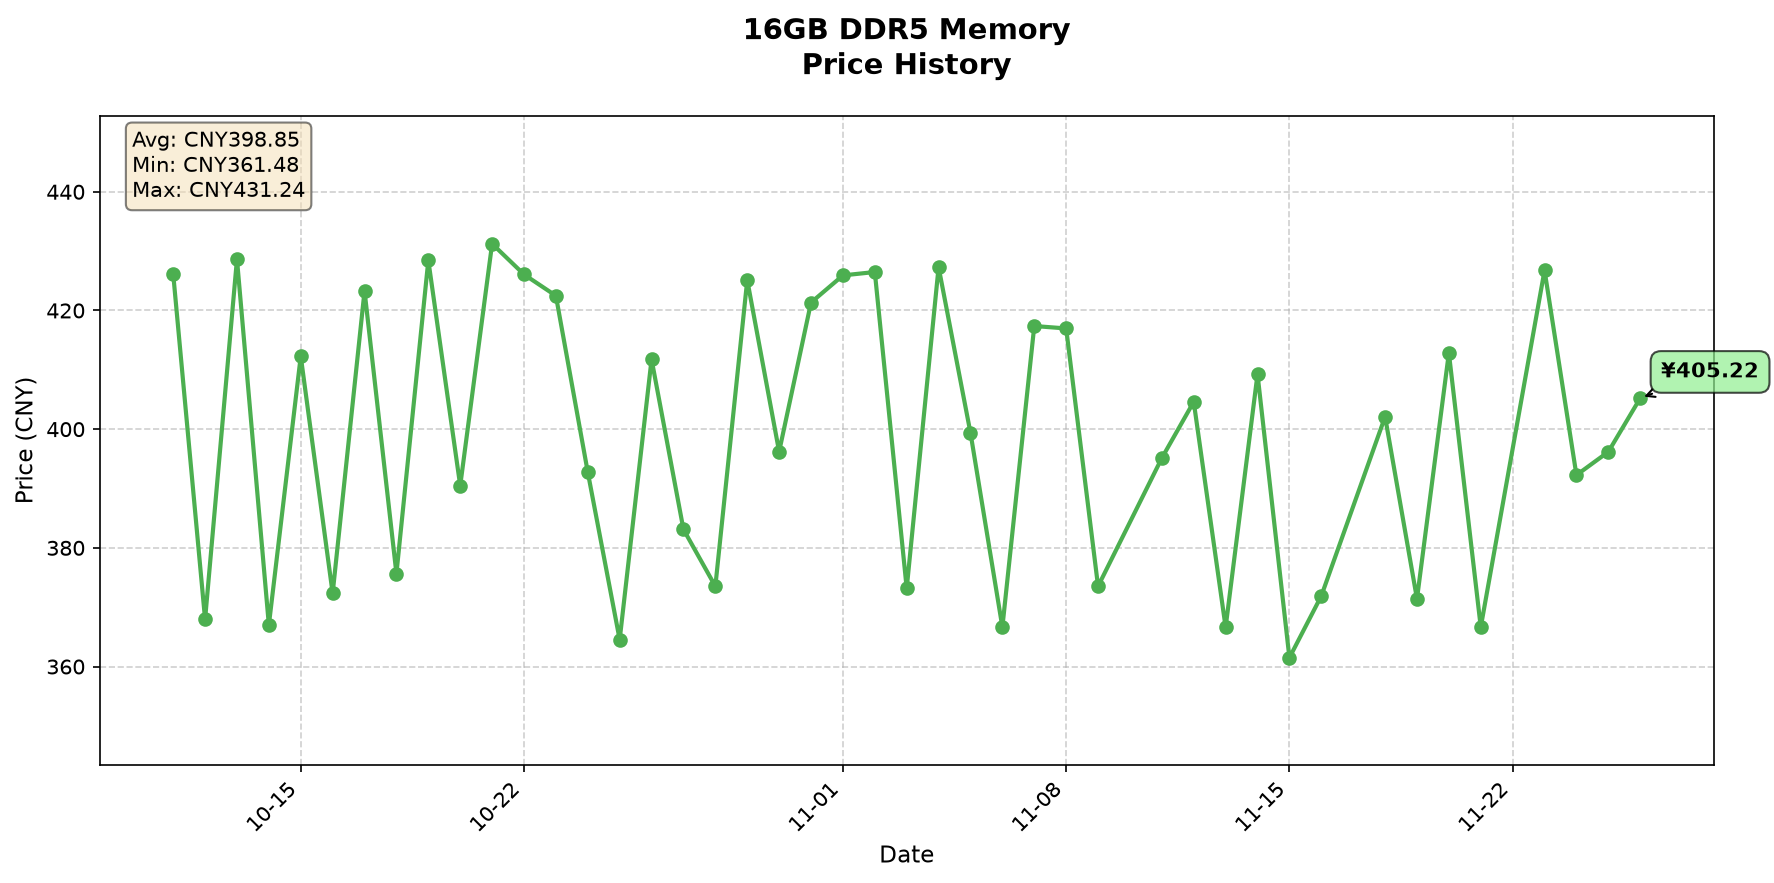 16GB DDR5 Memory
Price History
Avg: CNY398.85
Min: CNY361.48
Max: CNY431.24
440
420
400
380
360
Price (CNY)
¥405.22
10-15
10-22
11-01
11-08
11-15
11-22
Date